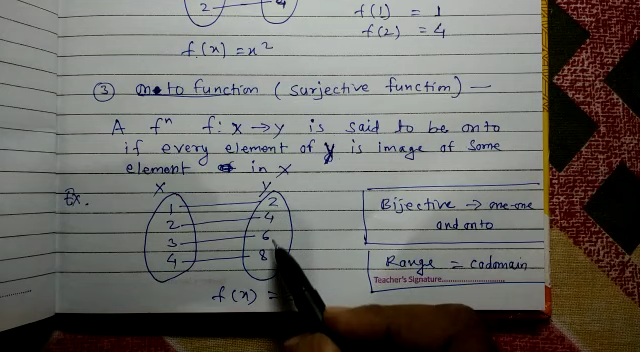 2 4
f(1) = 1
f(2) = 4
f(x) = x²
③ onto function (surjective function) —
A fⁿ f: x → y is said to be onto
if every element of y is image of some
element in X
Ex.
X Y
1 2
2 4
3 6
4 8
f(x) =
Bijective → one-one
and onto
Range = codomain
Teacher's Signature